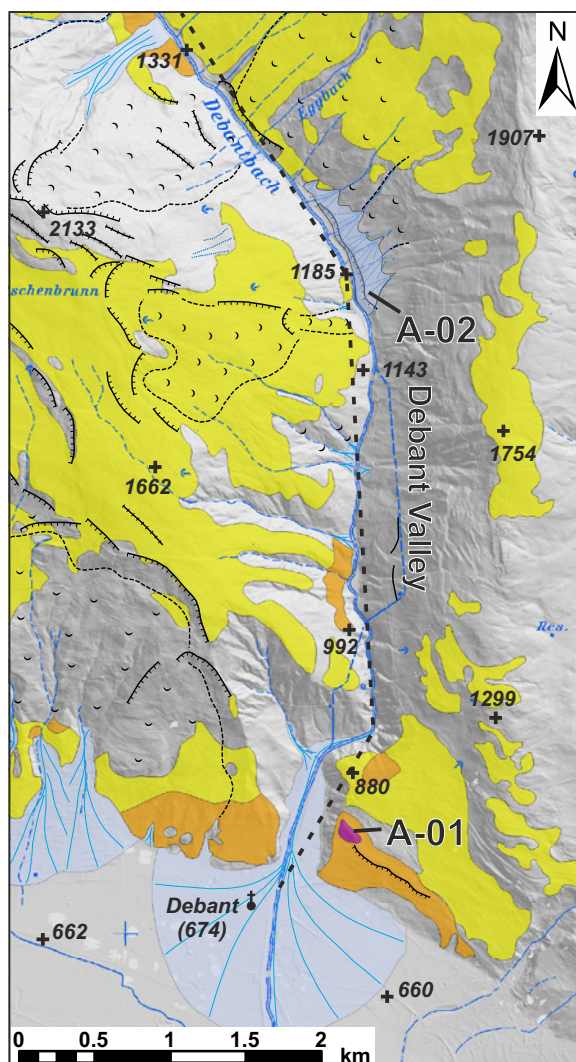 N
1331
Debantbach
Eggbach
1907
2133
1185
schenbrunn
A-02
1143
Debant Valley
1754
1662
Res.
992
1299
880
A-01
Debant
(674)
662
660
0 0.5 1 1.5 2
km